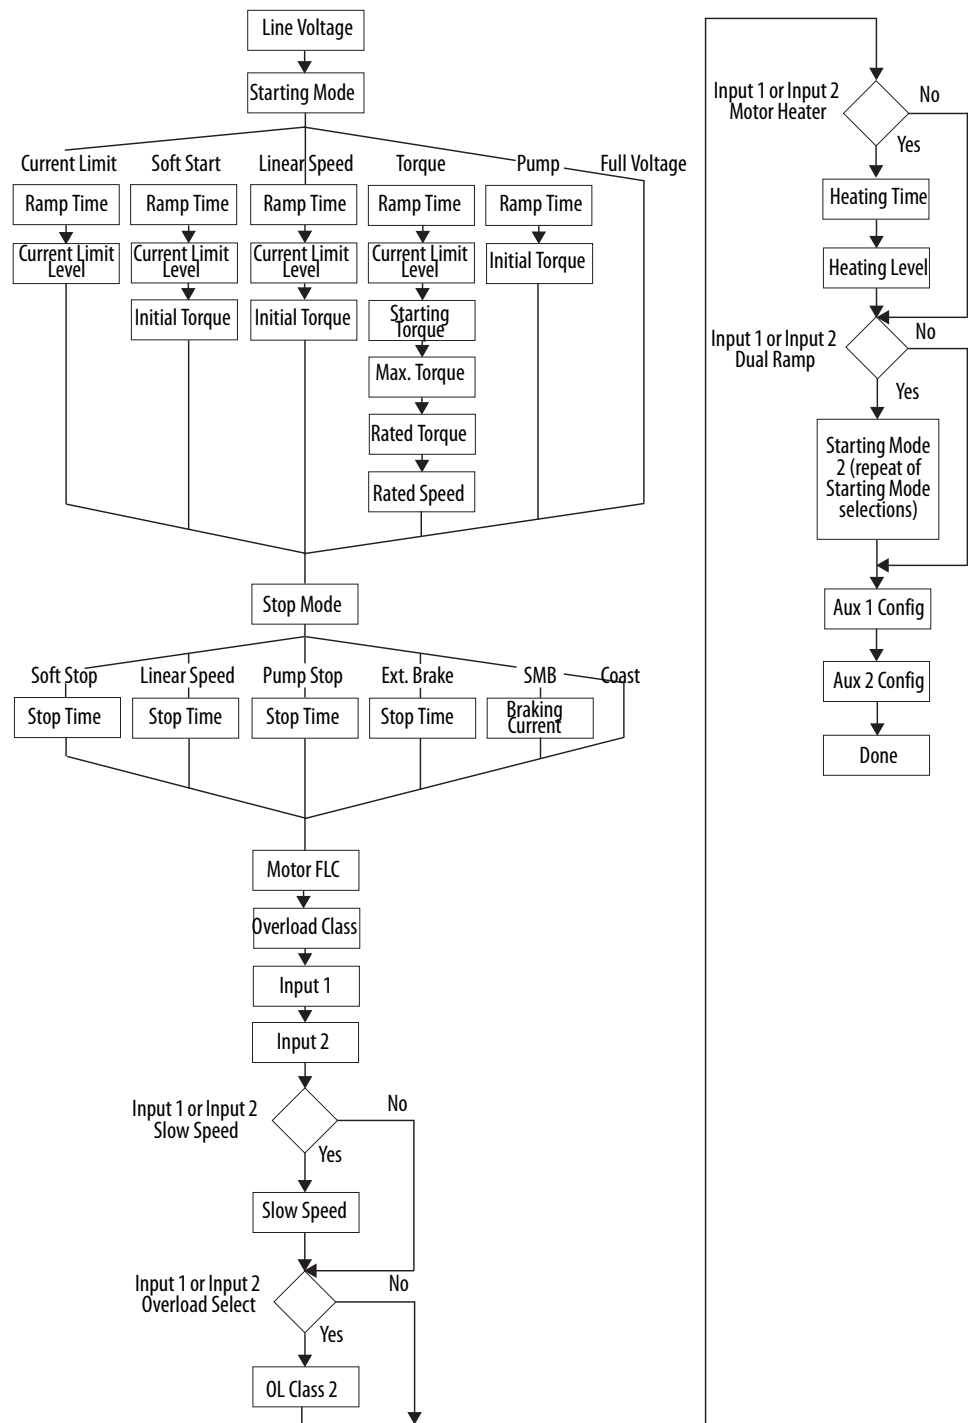 Line Voltage
Starting Mode
Current Limit
Soft Start
Linear Speed
Torque
Pump
Full Voltage
Ramp Time
Ramp Time
Ramp Time
Ramp Time
Ramp Time
Current Limit
Level
Current Limit
Level
Current Limit
Level
Current Limit
Level
Initial Torque
Initial Torque
Initial Torque
Starting
Torque
Max. Torque
Rated Torque
Rated Speed
Stop Mode
Soft Stop
Linear Speed
Pump Stop
Ext. Brake
SMB
Coast
Stop Time
Stop Time
Stop Time
Stop Time
Braking
Current
Motor FLC
Overload Class
Input 1
Input 2
Input 1 or Input 2
Slow Speed
No
Yes
Slow Speed
Input 1 or Input 2
Overload Select
No
Yes
OL Class 2
Input 1 or Input 2
Motor Heater
No
Yes
Heating Time
Heating Level
Input 1 or Input 2
Dual Ramp
No
Yes
Starting Mode
2 (repeat of
Starting Mode
selections)
Aux 1 Config
Aux 2 Config
Done